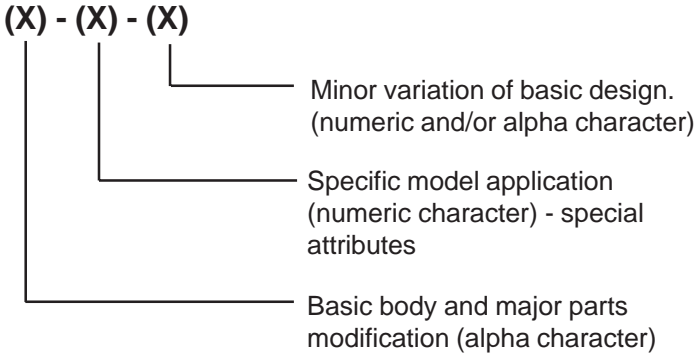 (X) - (X) - (X)
Minor variation of basic design.
(numeric and/or alpha character)
Specific model application
(numeric character) - special
attributes
Basic body and major parts
modification (alpha character)